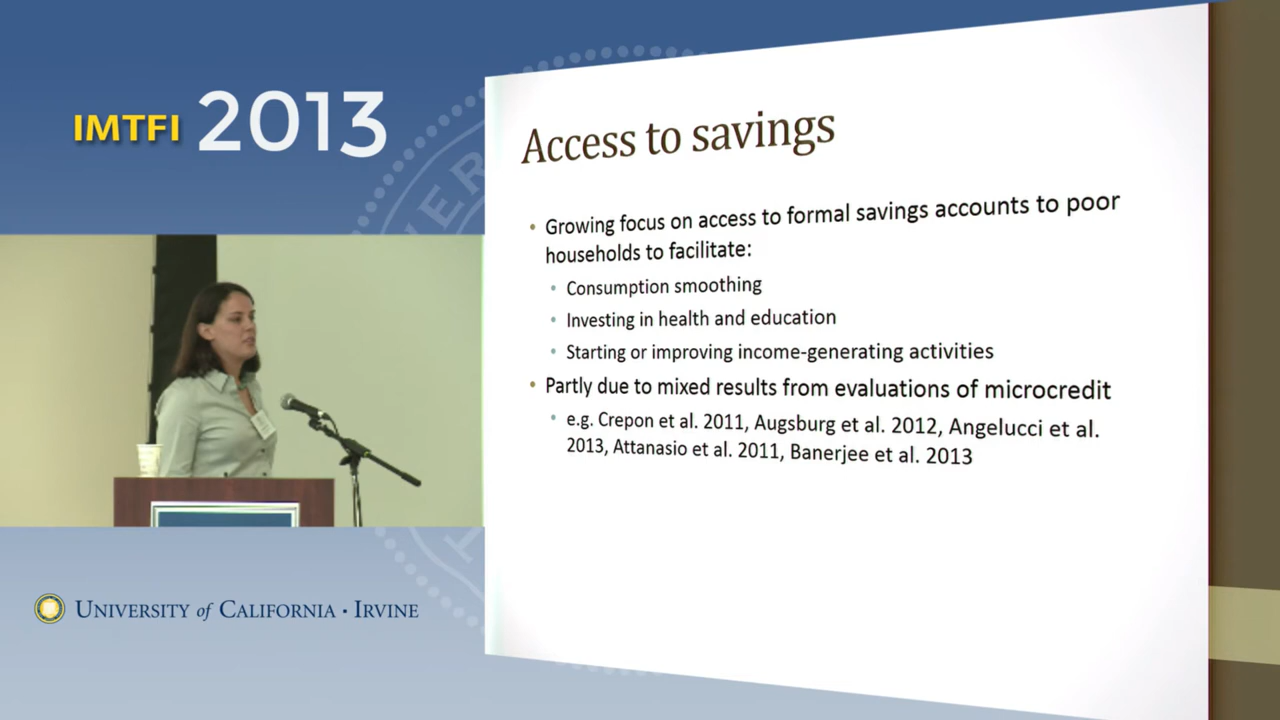 IMTFI 2013
Access to savings
• Growing focus on access to formal savings accounts to poor
households to facilitate:
• Consumption smoothing
• Investing in health and education
• Starting or improving income-generating activities
• Partly due to mixed results from evaluations of microcredit
• e.g. Crepon et al. 2011, Augsburg et al. 2012, Angelucci et al.
2013, Attanasio et al. 2011, Banerjee et al. 2013
UNIVERSITY of CALIFORNIA · IRVINE